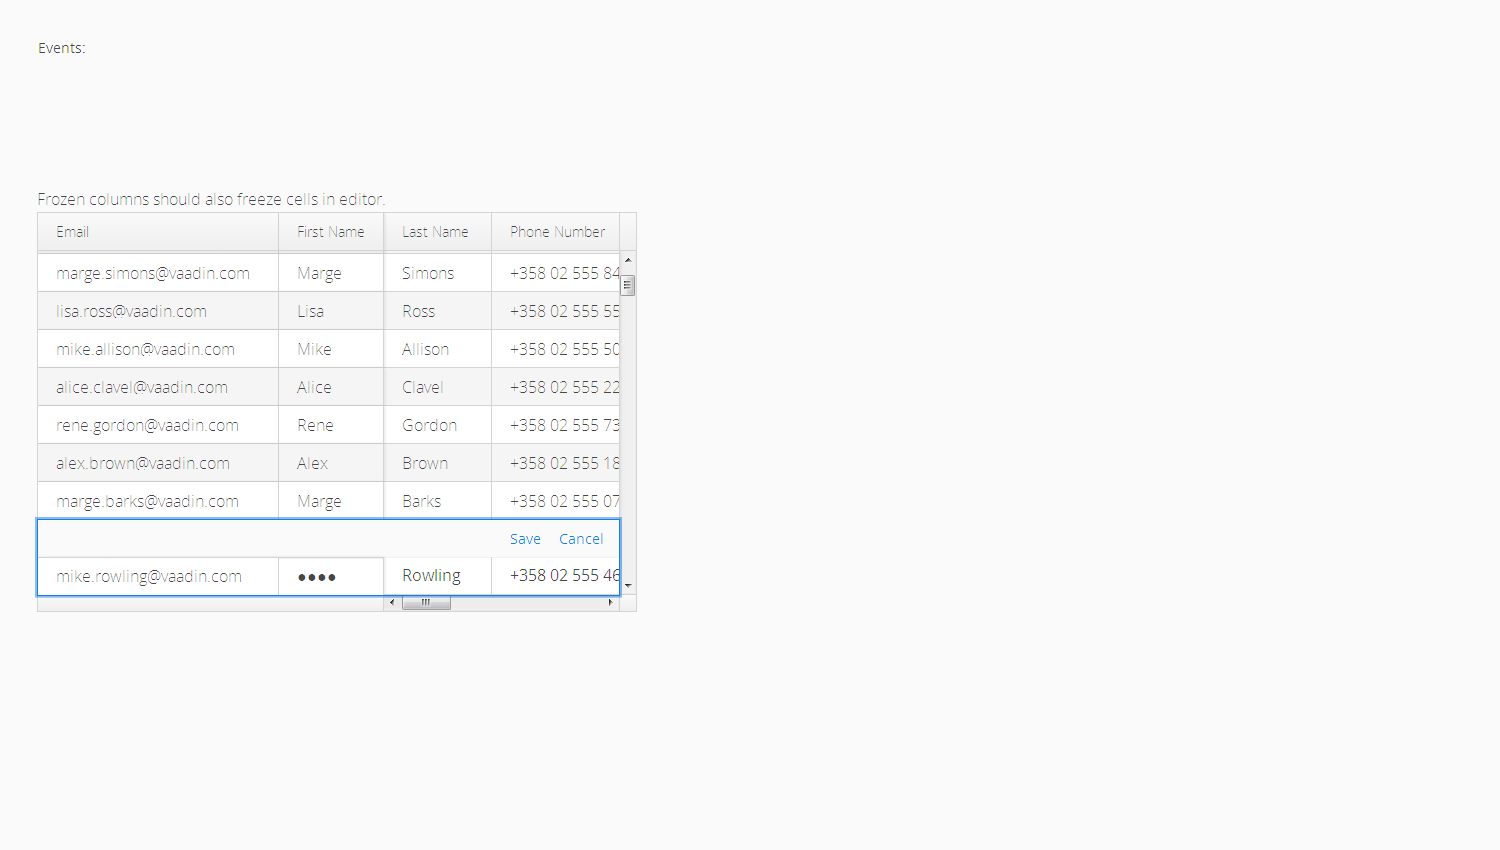 Events:
Frozen columns should also freeze cells in editor.
Email First Name Last Name Phone Number
marge.simons@vaadin.com Marge Simons +358 02 555 84
lisa.ross@vaadin.com Lisa Ross +358 02 555 55
mike.allison@vaadin.com Mike Allison +358 02 555 50
alice.clavel@vaadin.com Alice Clavel +358 02 555 22
rene.gordon@vaadin.com Rene Gordon +358 02 555 73
alex.brown@vaadin.com Alex Brown +358 02 555 18
marge.barks@vaadin.com Marge Barks +358 02 555 07
Save Cancel
mike.rowling@vaadin.com ●●●● Rowling +358 02 555 46